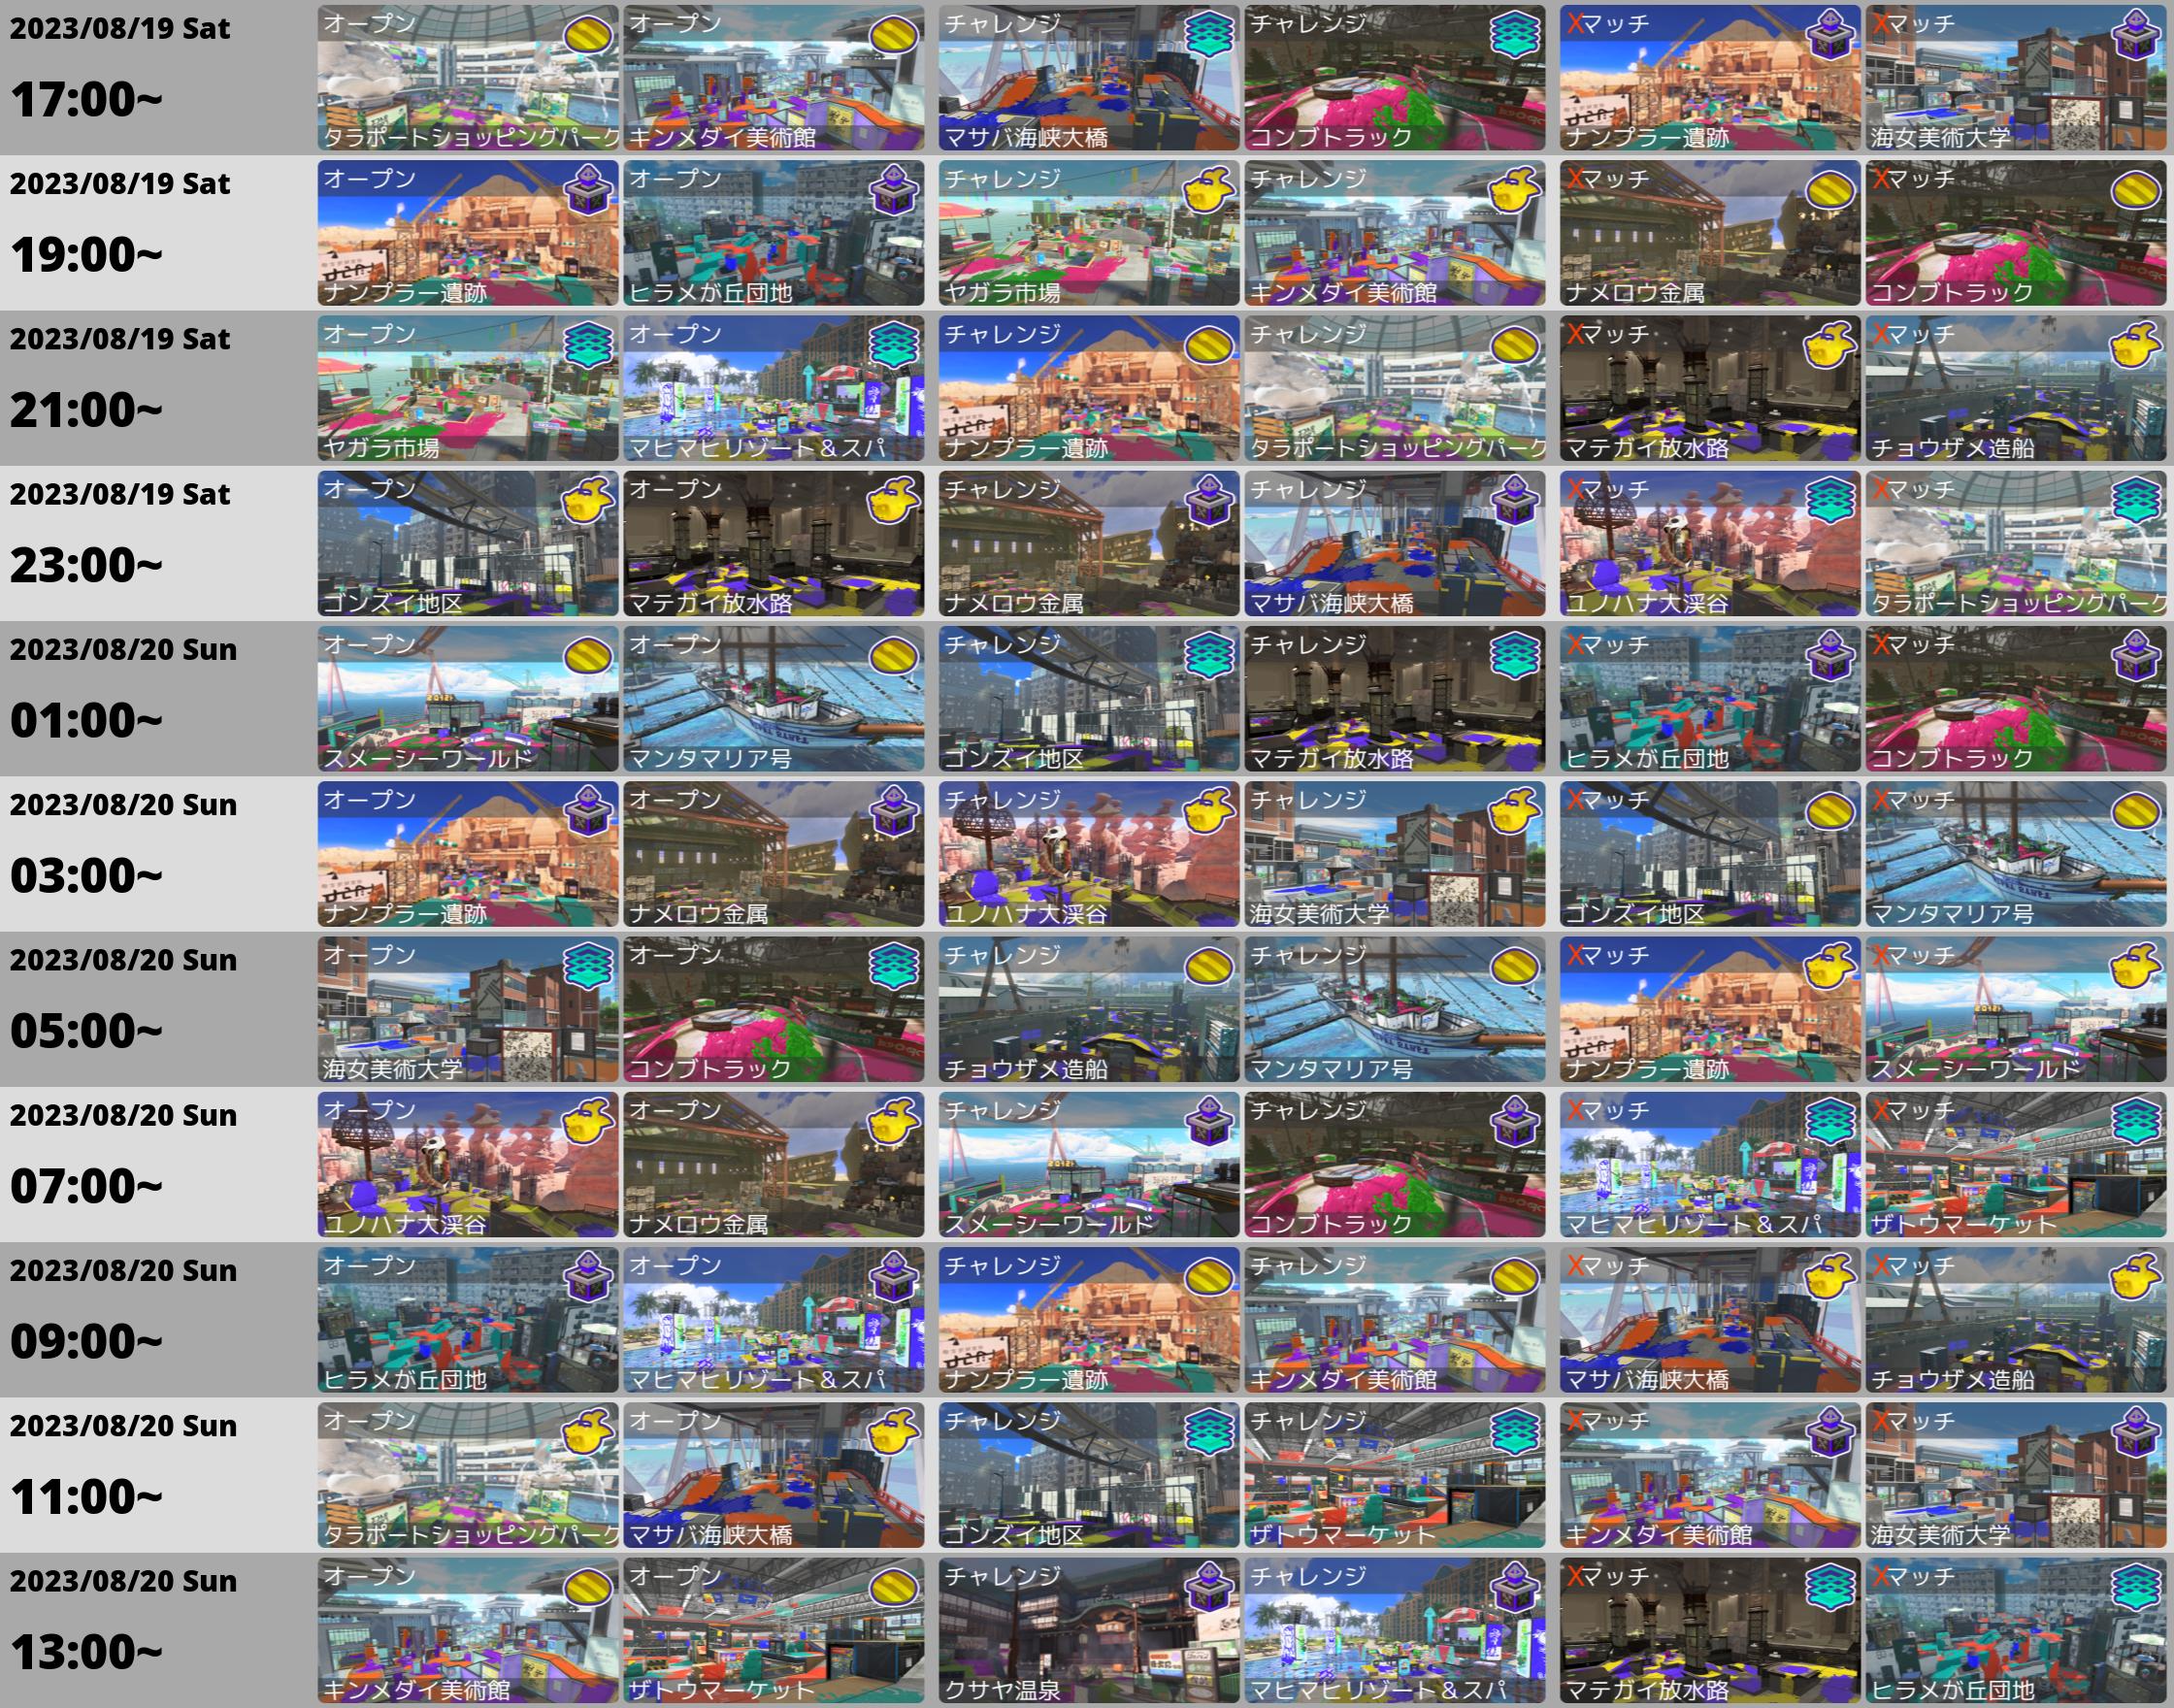 2023/08/19 Sat
17:00~
オープン オープン チャレンジ チャレンジ Xマッチ Xマッチ
タラポートショッピングパーク キンメダイ美術館 マサバ海峡大橋 コンブトラック ナンプラー遺跡 海女美術大学
2023/08/19 Sat
19:00~
オープン オープン チャレンジ チャレンジ Xマッチ Xマッチ
ナンプラー遺跡 ヒラメが丘団地 ヤガラ市場 キンメダイ美術館 ナメロウ金属 コンブトラック
2023/08/19 Sat
21:00~
オープン オープン チャレンジ チャレンジ Xマッチ Xマッチ
ヤガラ市場 マヒマヒリゾート&スパ ナンプラー遺跡 タラポートショッピングパーク マテガイ放水路 チョウザメ造船
2023/08/19 Sat
23:00~
オープン オープン チャレンジ チャレンジ Xマッチ Xマッチ
ゴンズイ地区 マテガイ放水路 ナメロウ金属 マサバ海峡大橋 ユノハナ大渓谷 タラポートショッピングパーク
2023/08/20 Sun
01:00~
オープン オープン チャレンジ チャレンジ Xマッチ Xマッチ
スメーシーワールド マンタマリア号 ゴンズイ地区 マテガイ放水路 ヒラメが丘団地 コンブトラック
2023/08/20 Sun
03:00~
オープン オープン チャレンジ チャレンジ Xマッチ Xマッチ
ナンプラー遺跡 ナメロウ金属 ユノハナ大渓谷 海女美術大学 ゴンズイ地区 マンタマリア号
2023/08/20 Sun
05:00~
オープン オープン チャレンジ チャレンジ Xマッチ Xマッチ
海女美術大学 コンブトラック チョウザメ造船 マンタマリア号 ナンプラー遺跡 スメーシーワールド
2023/08/20 Sun
07:00~
オープン オープン チャレンジ チャレンジ Xマッチ Xマッチ
ユノハナ大渓谷 ナメロウ金属 スメーシーワールド コンブトラック マヒマヒリゾート&スパ ザトウマーケット
2023/08/20 Sun
09:00~
オープン オープン チャレンジ チャレンジ Xマッチ Xマッチ
ヒラメが丘団地 マヒマヒリゾート&スパ ナンプラー遺跡 キンメダイ美術館 マサバ海峡大橋 チョウザメ造船
2023/08/20 Sun
11:00~
オープン オープン チャレンジ チャレンジ Xマッチ Xマッチ
タラポートショッピングパーク マサバ海峡大橋 ゴンズイ地区 ザトウマーケット キンメダイ美術館 海女美術大学
2023/08/20 Sun
13:00~
オープン オープン チャレンジ チャレンジ Xマッチ Xマッチ
キンメダイ美術館 ザトウマーケット クサヤ温泉 マヒマヒリゾート&スパ マテガイ放水路 ヒラメが丘団地